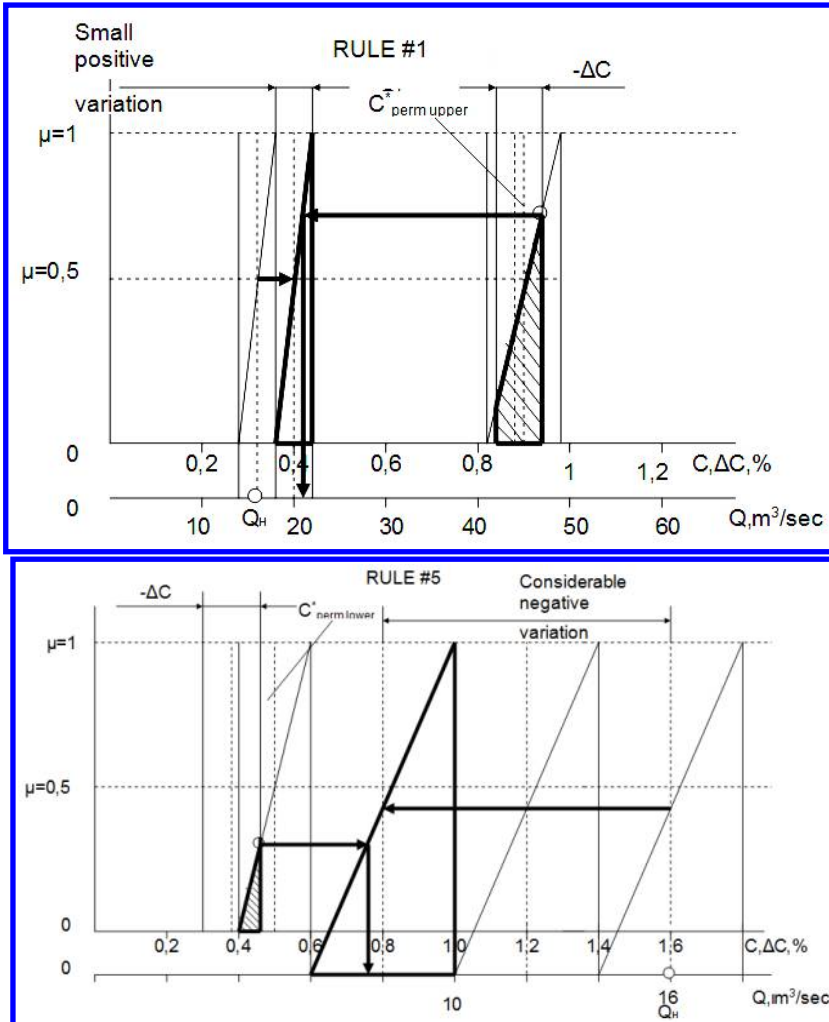 Small
positive
variation
RULE #1
-ΔC
C*perm upper
μ=1
μ=0,5
0
0,2
0,4
0,6
0,8
1
1,2
C,ΔC,%
0
10
Qн
20
30
40
50
60
Q,m³/sec
RULE #5
-ΔC
C*perm lower
Considerable
negative
variation
μ=1
μ=0,5
0
0,2
0,4
0,6
0,8
1,0
1,2
1,4
1,6
C,ΔC,%
0
10
16
Qн
Q,m³/sec